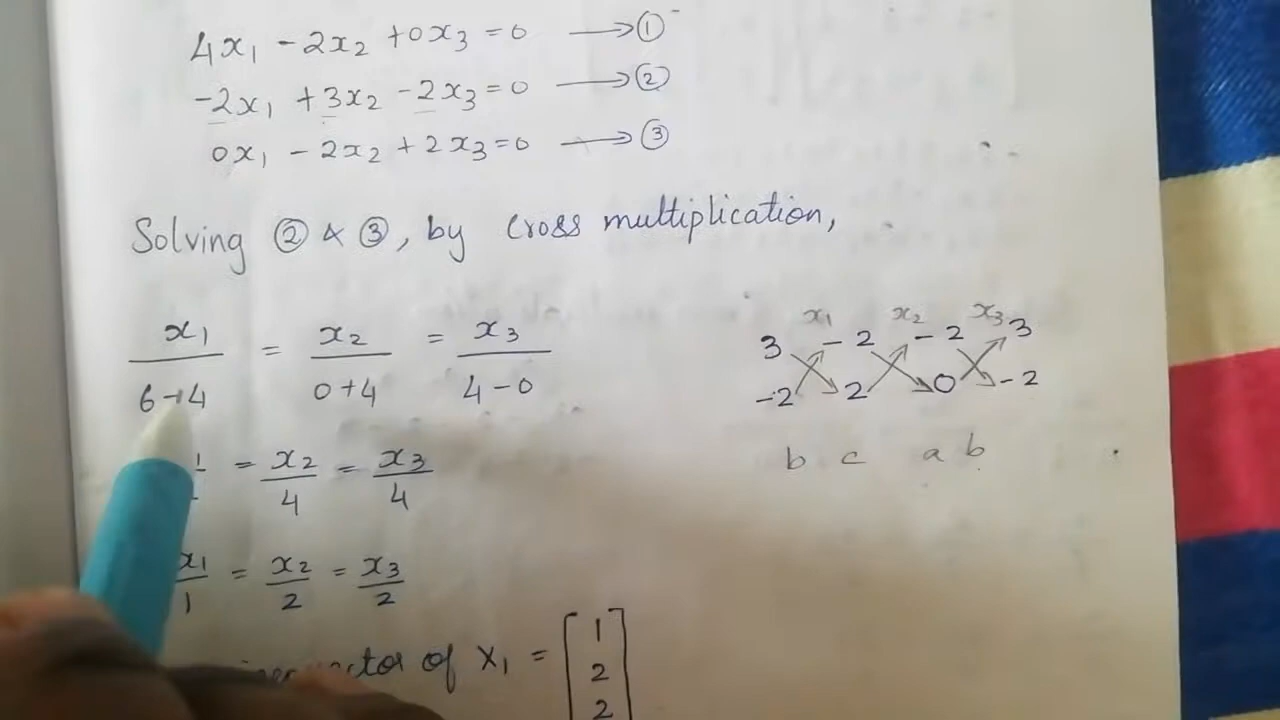 4x₁ - 2x₂ + 0x₃ = 0 ⟶ ①
-2x₁ + 3x₂ - 2x₃ = 0 ⟶ ②
0x₁ - 2x₂ + 2x₃ = 0 ⟶ ③
Solving ② & ③, by cross multiplication,
x₁/(6-4) = x₂/(0+4) = x₃/(4-0)
x₁ x₂ x₃
3 -2 -2 3
-2 2 0 -2
b c a b
= x₂/4 = x₃/4
x₁/1 = x₂/2 = x₃/2
of X₁ = [1
2
2]